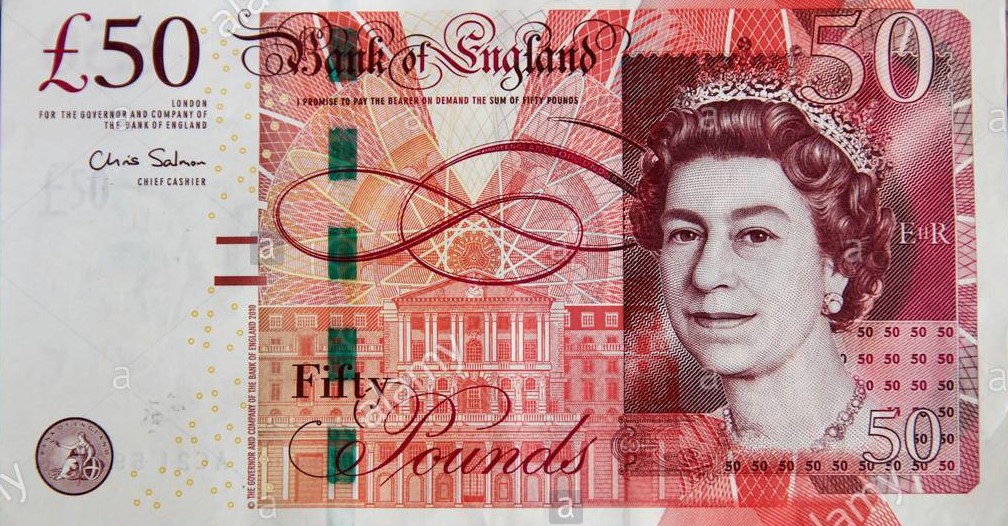 £50
Bank of England
50
I PROMISE TO PAY THE BEARER ON DEMAND THE SUM OF FIFTY POUNDS
LONDON
FOR THE GOVERNOR AND COMPANY OF
THE BANK OF ENGLAND
Chris Salmon
CHIEF CASHIER
EIIR
50 50 50 50
50 50 50 50
50 50 50 50
50
50
50 50
50 50 50 50 50 50 50 50 50
Fifty
Pounds
© THE GOVERNOR AND COMPANY OF THE BANK OF ENGLAND 2010
BANK OF ENGLAND
alamy
alamy
a
a
a
a